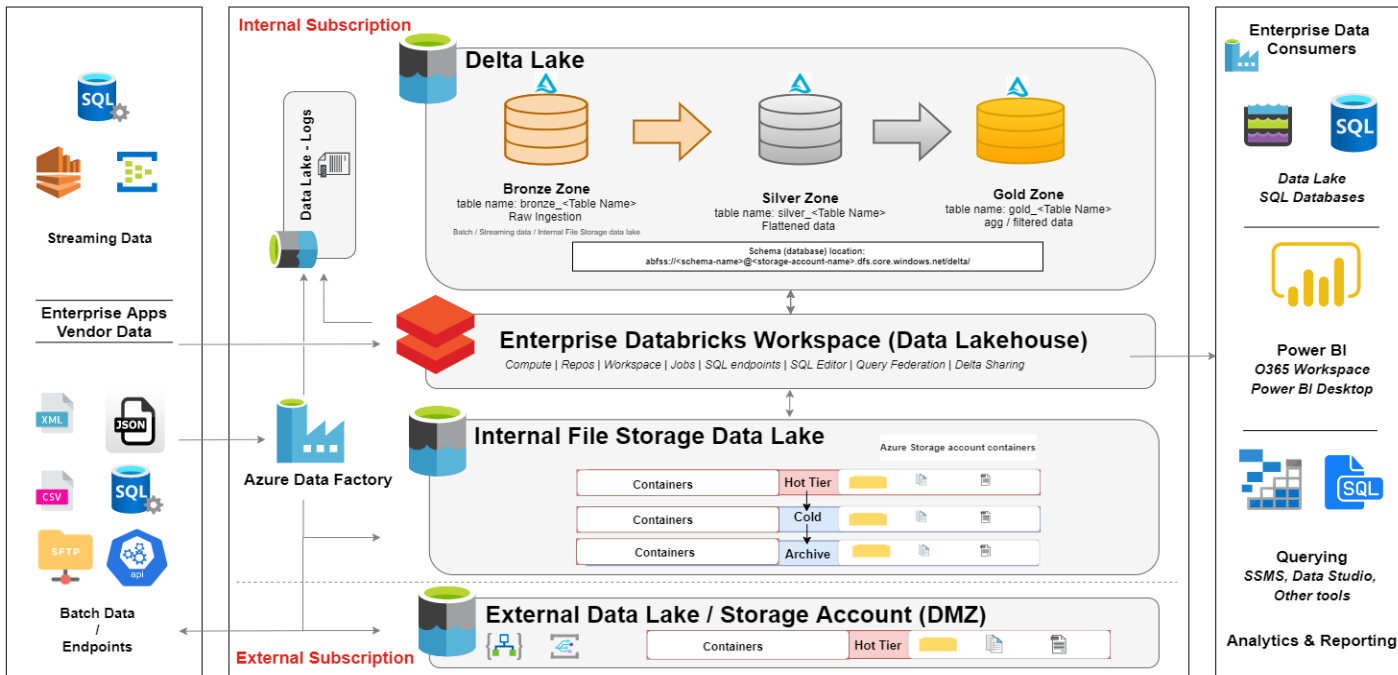 SQL
Streaming Data
Enterprise Apps
Vendor Data
XML
JSON
CSV
SQL
SFTP
api
Batch Data
/
Endpoints
Internal Subscription
Data Lake - Logs
Azure Data Factory
External Subscription
Delta Lake
Bronze Zone
table name: bronze_<Table Name>
Raw Ingestion
Batch / Streaming data / Internal File Storage data lake
Silver Zone
table name: silver_<Table Name>
Flattened data
Gold Zone
table name: gold_<Table Name>
agg / filtered data
Schema (database) location:
abfss://<schema-name>@<storage-account-name>.dfs.core.windows.net/delta/
Enterprise Databricks Workspace (Data Lakehouse)
Compute | Repos | Workspace | Jobs | SQL endpoints | SQL Editor | Query Federation | Delta Sharing
Internal File Storage Data Lake
Azure Storage account containers
Containers Hot Tier
Containers Cold
Containers Archive
External Data Lake / Storage Account (DMZ)
Containers Hot Tier
Enterprise Data
Consumers
SQL
Data Lake
SQL Databases
Power BI
O365 Workspace
Power BI Desktop
SQL
Querying
SSMS, Data Studio,
Other tools
Analytics & Reporting